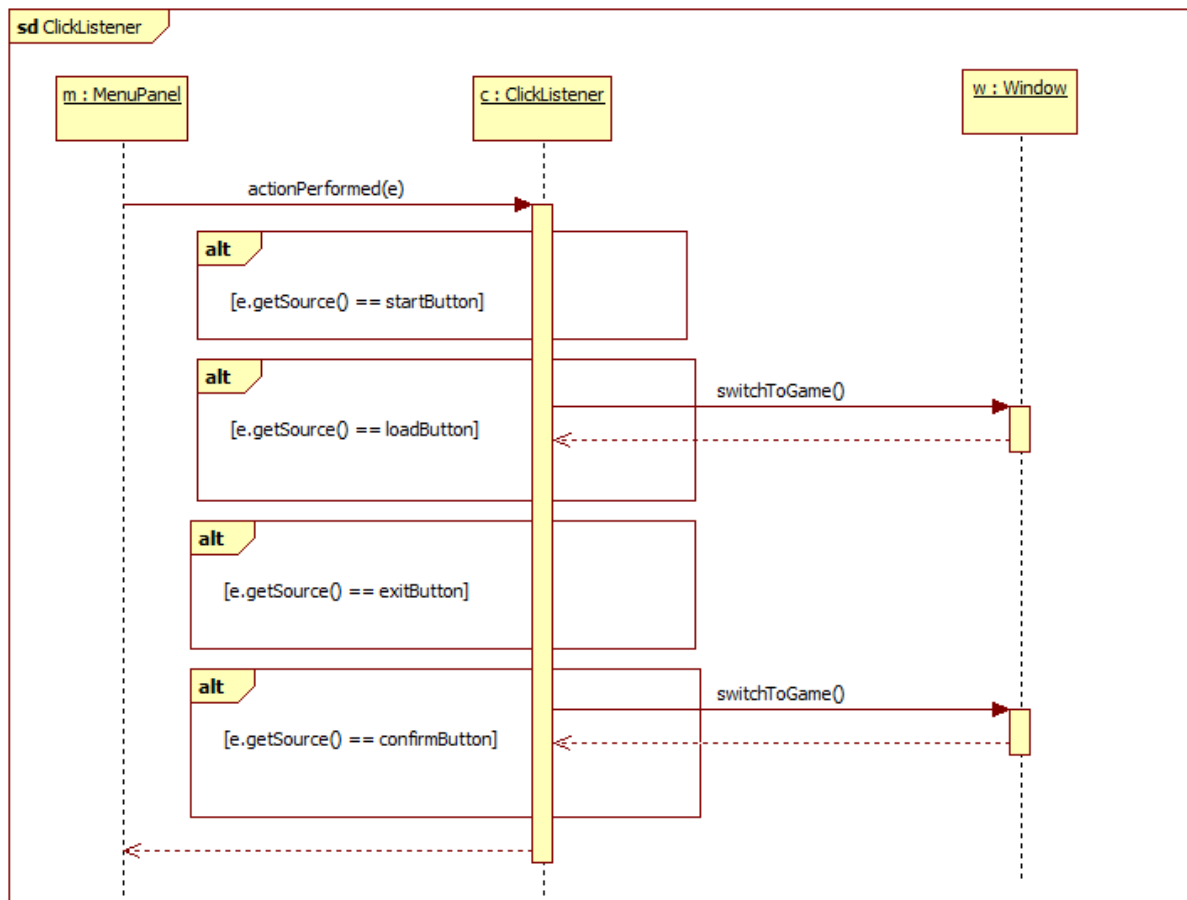 sd ClickListener
m : MenuPanel
c : ClickListener
w : Window
actionPerformed(e)
alt
[e.getSource() == startButton]
alt
switchToGame()
[e.getSource() == loadButton]
alt
[e.getSource() == exitButton]
alt
switchToGame()
[e.getSource() == confirmButton]